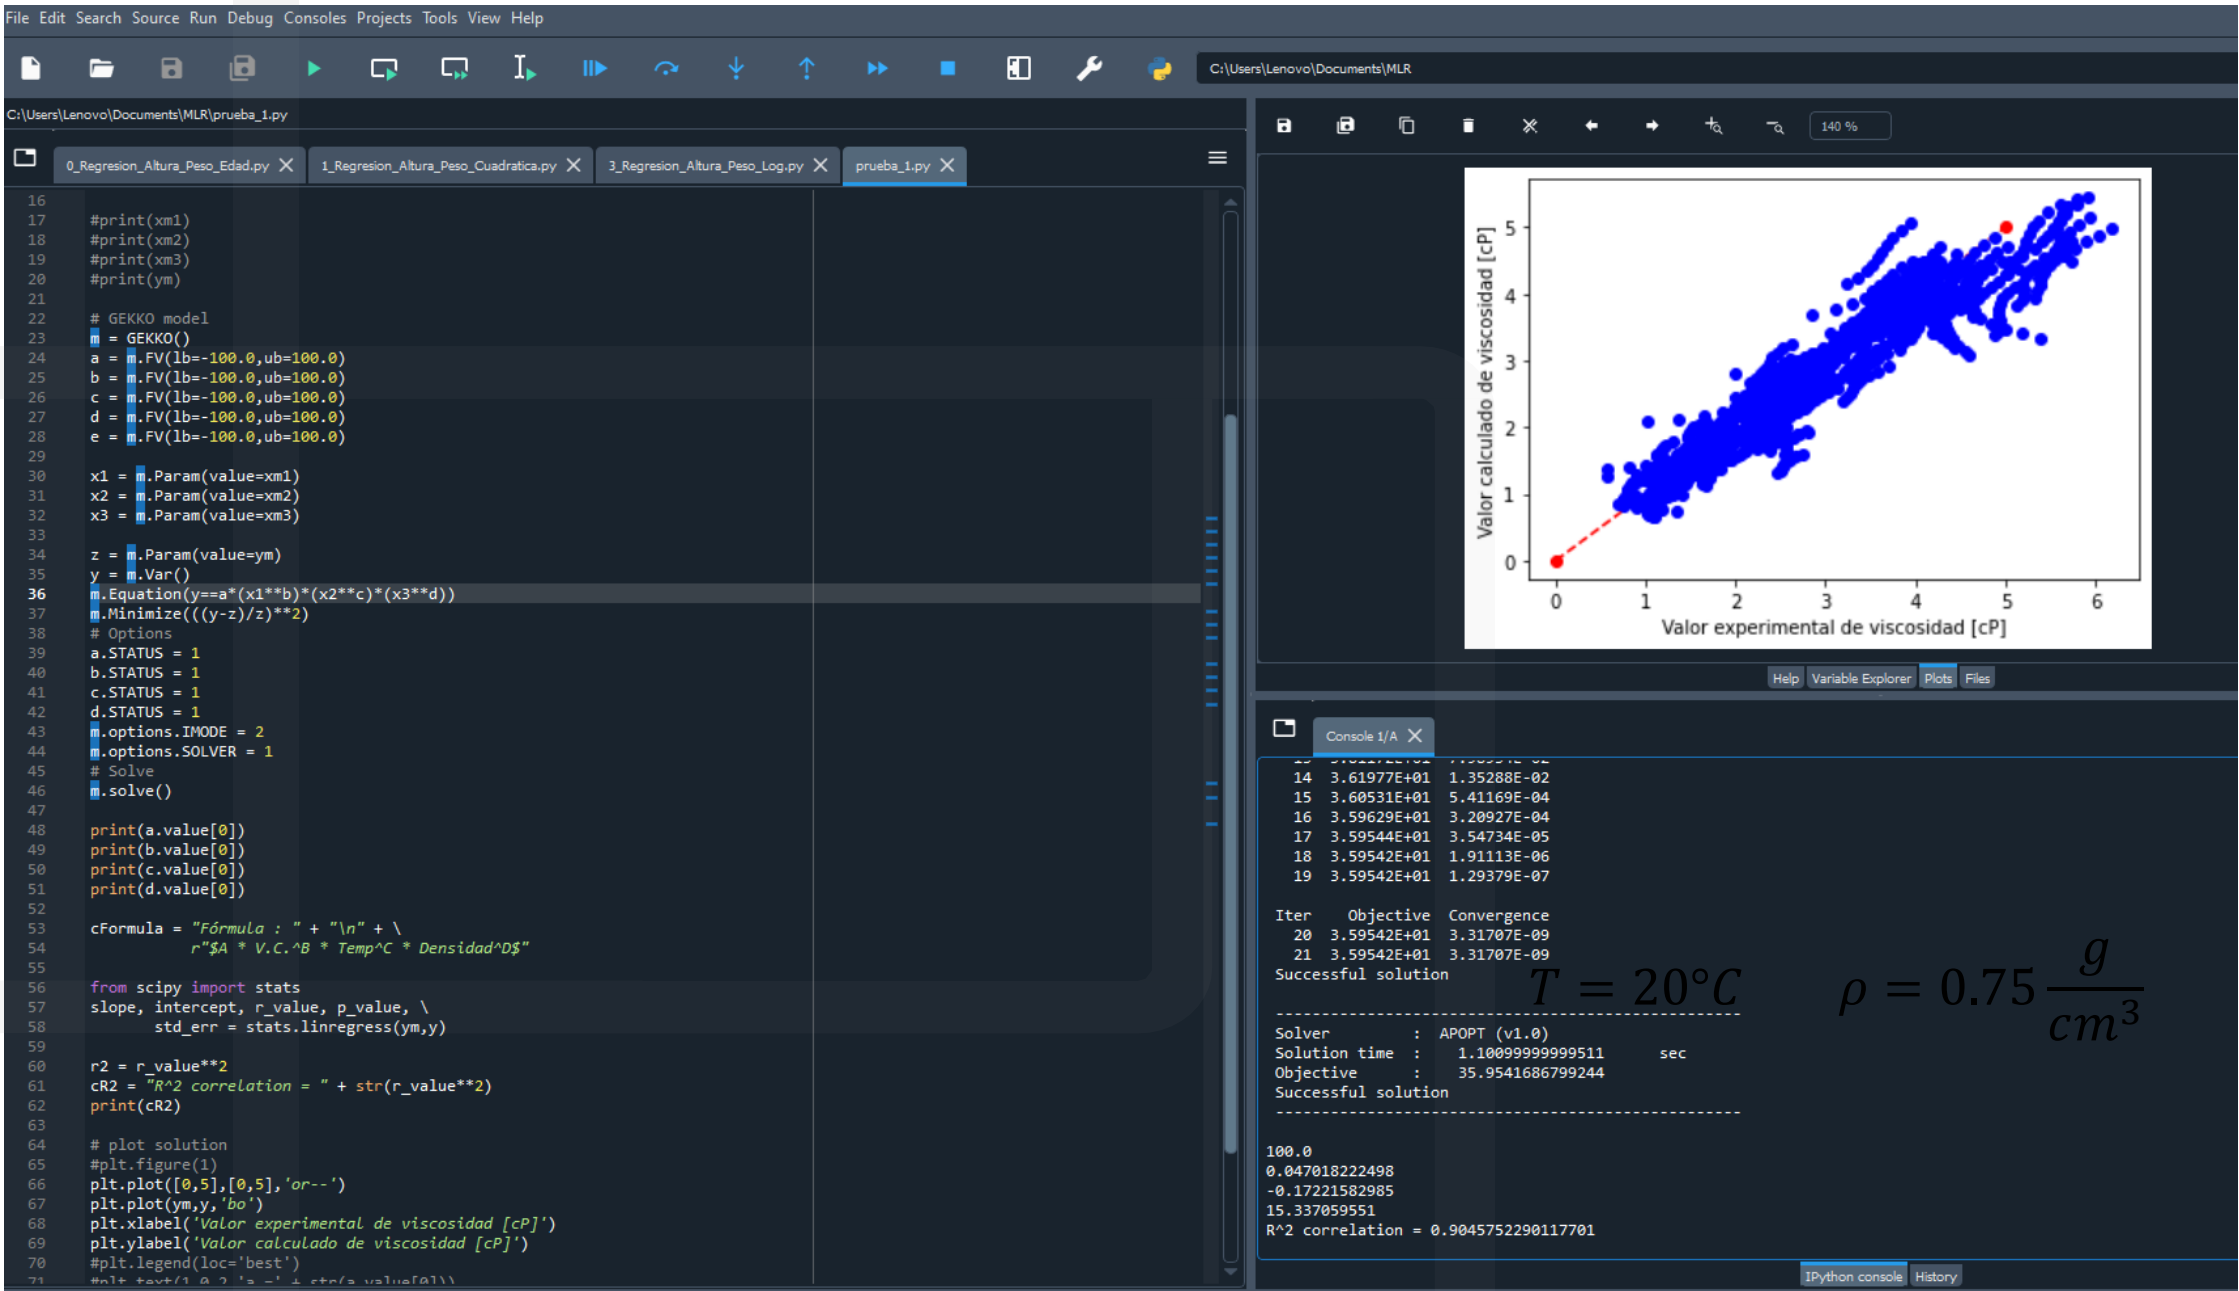 File Edit Search Source Run Debug Consoles Projects Tools View Help
C:\Users\Lenovo\Documents\MLR
C:\Users\Lenovo\Documents\MLR\prueba_1.py
0_Regresion_Altura_Peso_Edad.py 1_Regresion_Altura_Peso_Cuadratica.py 3_Regresion_Altura_Peso_Log.py prueba_1.py
16
17 #print(xm1)
18 #print(xm2)
19 #print(xm3)
20 #print(ym)
21
22 # GEKKO model
23 m = GEKKO()
24 a = m.FV(lb=-100.0,ub=100.0)
25 b = m.FV(lb=-100.0,ub=100.0)
26 c = m.FV(lb=-100.0,ub=100.0)
27 d = m.FV(lb=-100.0,ub=100.0)
28 e = m.FV(lb=-100.0,ub=100.0)
29
30 x1 = m.Param(value=xm1)
31 x2 = m.Param(value=xm2)
32 x3 = m.Param(value=xm3)
33
34 z = m.Param(value=ym)
35 y = m.Var()
36 m.Equation(y==a*(x1**b)*(x2**c)*(x3**d))
37 m.Minimize(((y-z)/z)**2)
38 # Options
39 a.STATUS = 1
40 b.STATUS = 1
41 c.STATUS = 1
42 d.STATUS = 1
43 m.options.IMODE = 2
44 m.options.SOLVER = 1
45 # Solve
46 m.solve()
47
48 print(a.value[0])
49 print(b.value[0])
50 print(c.value[0])
51 print(d.value[0])
52
53 cFormula = "Fórmula : " + "\n" + \
54 r"$A * V.C.^B * Temp^C * Densidad^D$"
55
56 from scipy import stats
57 slope, intercept, r_value, p_value, \
58 std_err = stats.linregress(ym,y)
59
60 r2 = r_value**2
61 cR2 = "R^2 correlation = " + str(r_value**2)
62 print(cR2)
63
64 # plot solution
65 #plt.figure(1)
66 plt.plot([0,5],[0,5],'or--')
67 plt.plot(ym,y,'bo')
68 plt.xlabel('Valor experimental de viscosidad [cP]')
69 plt.ylabel('Valor calculado de viscosidad [cP]')
70 #plt.legend(loc='best')
71 #plt.text(1,0.2,'a =' + str(a.value[0]))
140 %
Valor calculado de viscosidad [cP]
5
4
3
2
1
0
0 1 2 3 4 5 6
Valor experimental de viscosidad [cP]
Help Variable Explorer Plots Files
Console 1/A
14 3.61977E+01 1.35288E-02
15 3.60531E+01 5.41169E-04
16 3.59629E+01 3.20927E-04
17 3.59544E+01 3.54734E-05
18 3.59542E+01 1.91113E-06
19 3.59542E+01 1.29379E-07
Iter Objective Convergence
20 3.59542E+01 3.31707E-09
21 3.59542E+01 3.31707E-09
Successful solution
T = 20°C ρ = 0.75 g/cm³
---------------------------------------------------
Solver : APOPT (v1.0)
Solution time : 1.10099999999511 sec
Objective : 35.9541686799244
Successful solution
---------------------------------------------------
100.0
0.047018222498
-0.17221582985
15.337059551
R^2 correlation = 0.9045752290117701
IPython console History